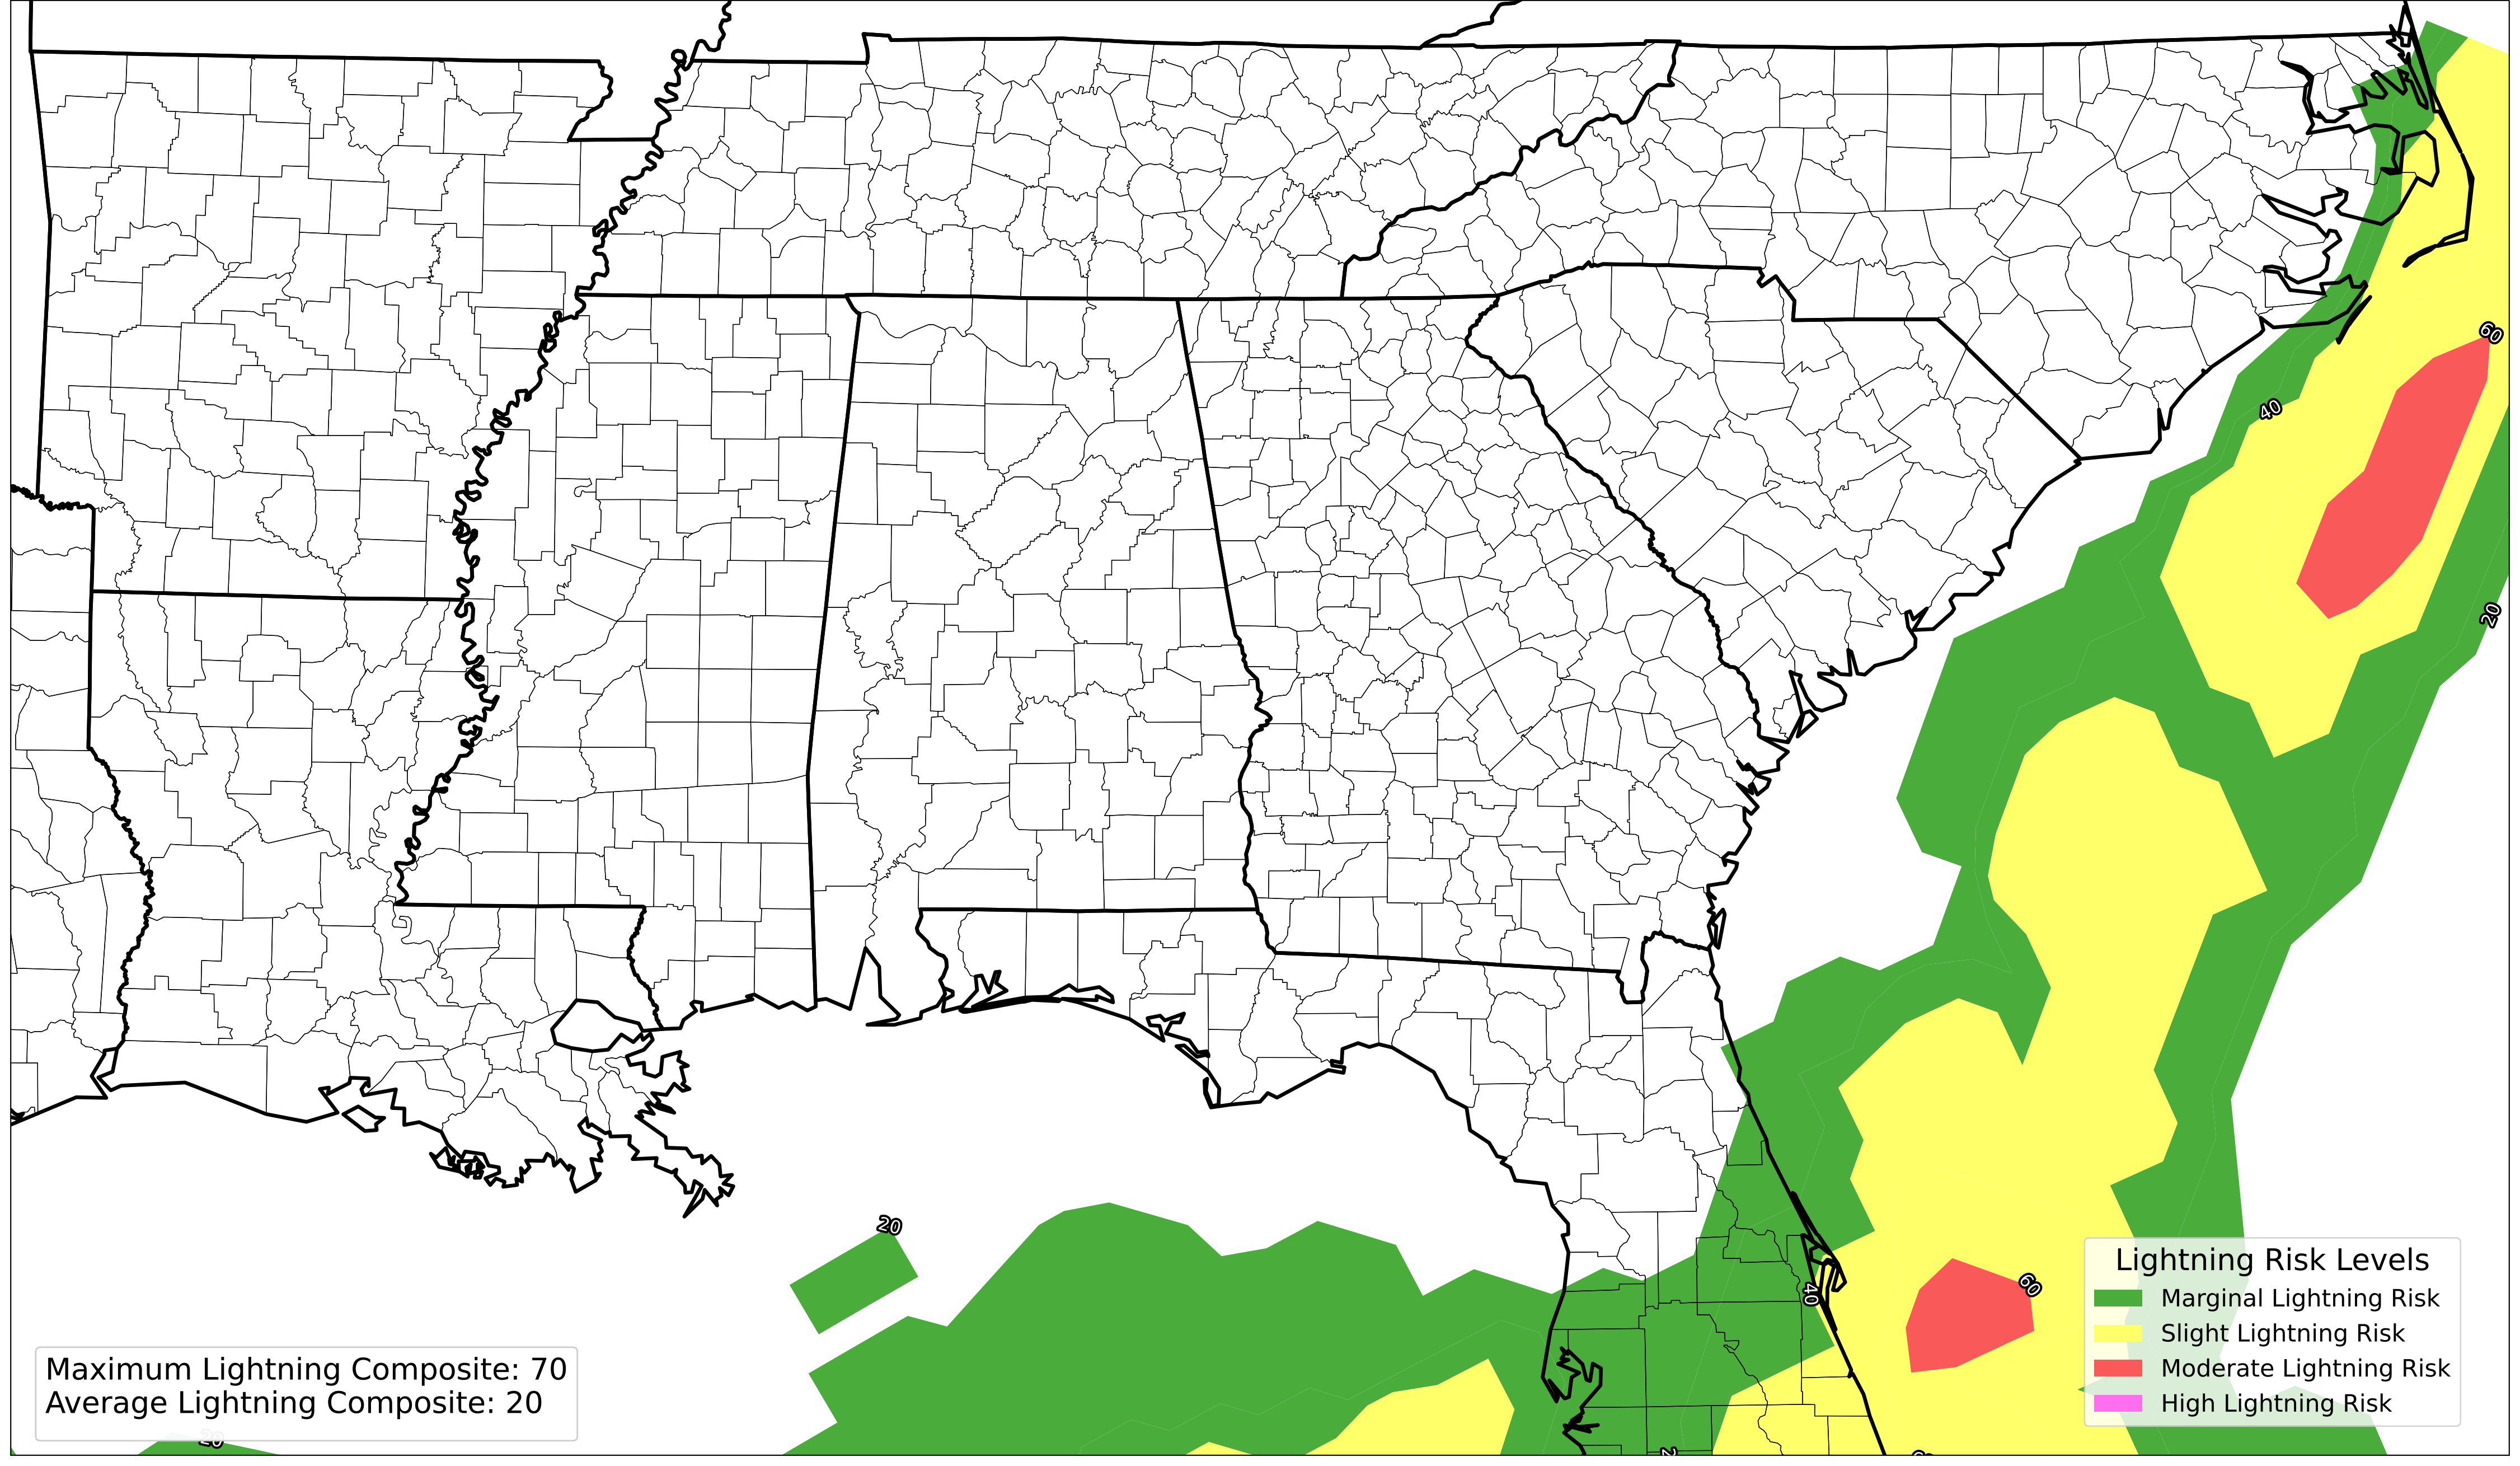 60
40
20
20
40
60
Lightning Risk Levels
Marginal Lightning Risk
Slight Lightning Risk
Moderate Lightning Risk
High Lightning Risk
Maximum Lightning Composite: 70
Average Lightning Composite: 20
20